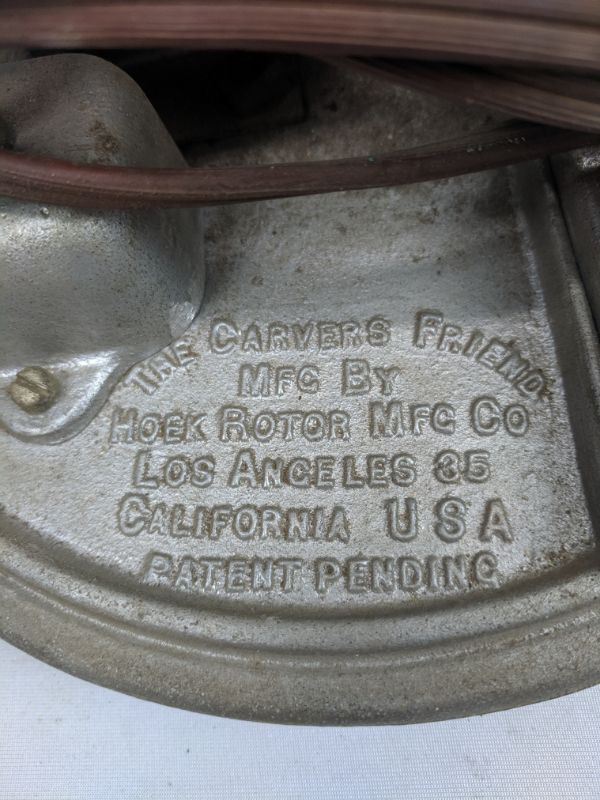 THE CARVERS FRIEND
MFG BY
HOEK ROTOR MFG CO
LOS ANGELES 35
CALIFORNIA USA
PATENT PENDING